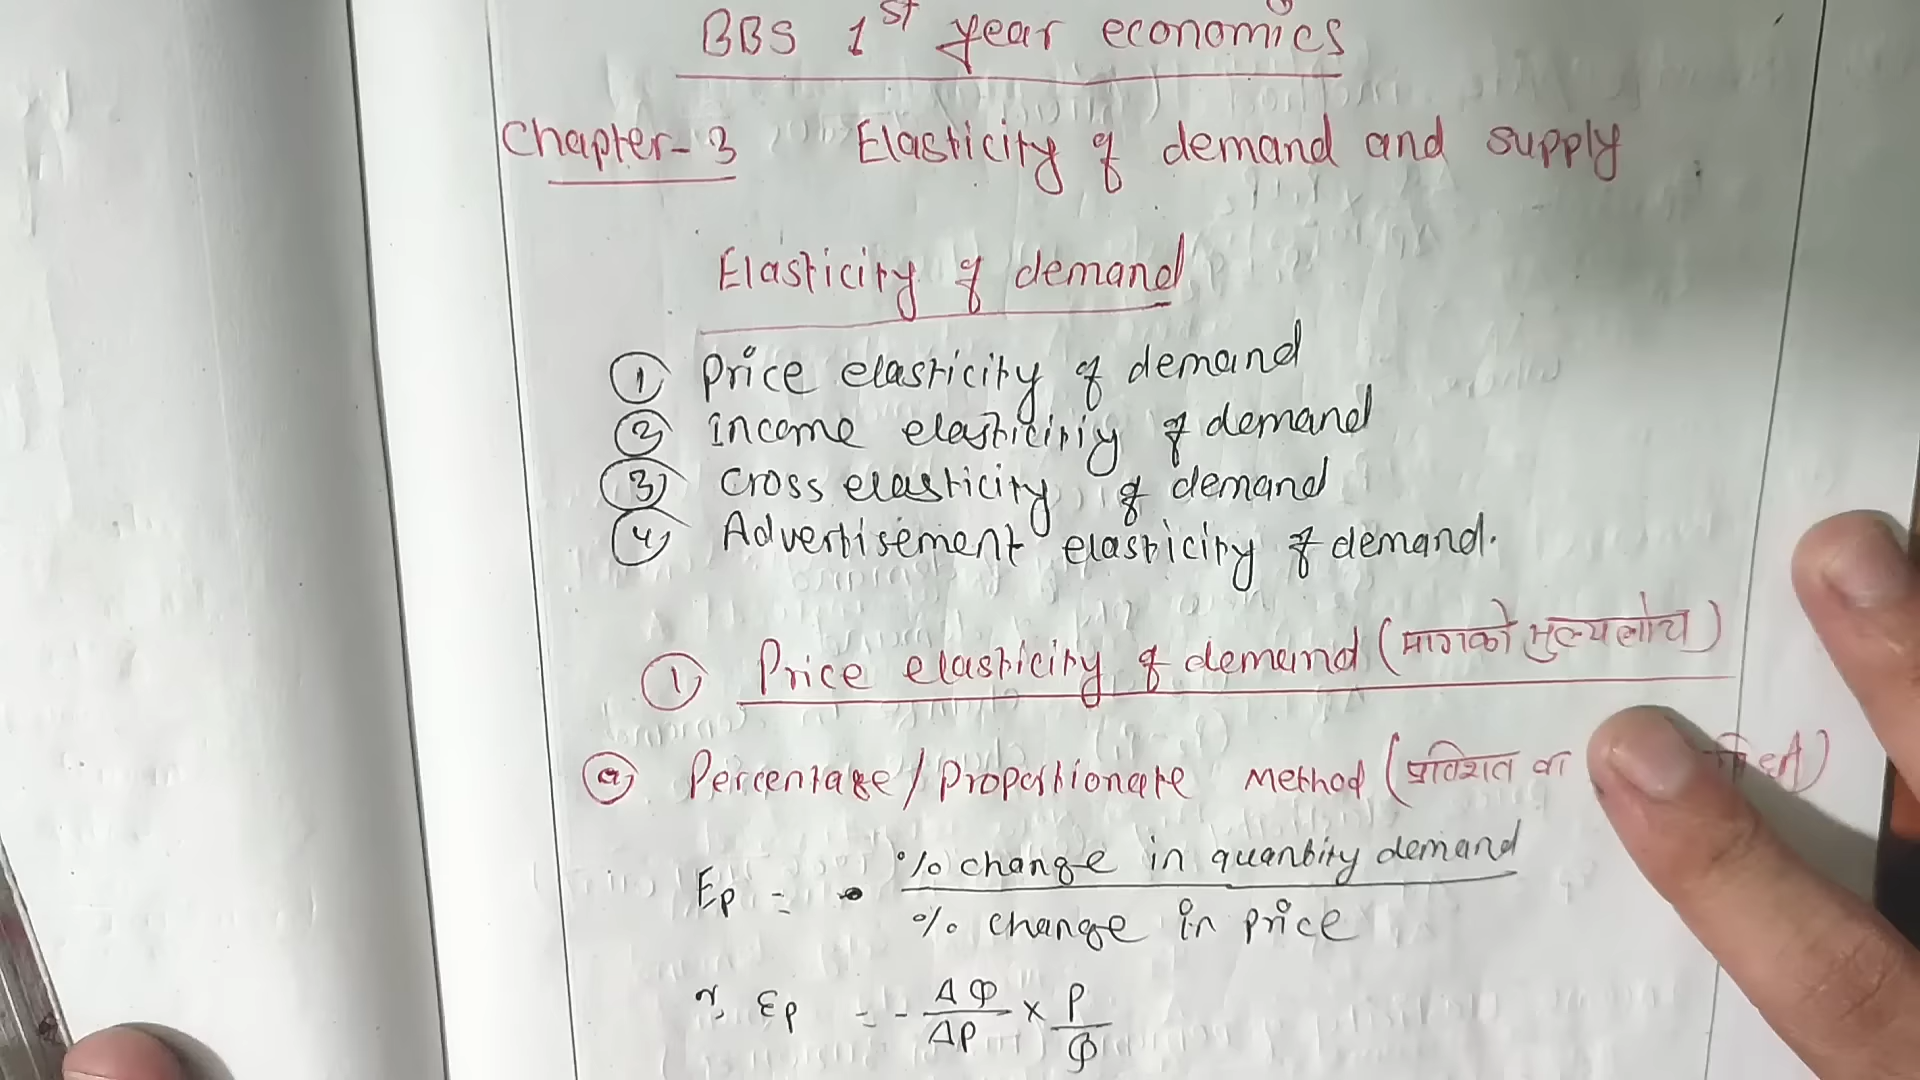 BBS 1st year economics
Chapter-3 Elasticity of demand and supply
Elasticity of demand
① Price elasticity of demand
② Income elasticitiy of demand
③ Cross elasticity of demand
④ Advertisement elasticity of demand.
① Price elasticity of demand (मागको मुल्यलोच)
ⓐ Percentage/Proportionate Method (प्रतिशत वा
Ep = - % change in quantity demand
% change in price
or, Ep = - ΔQ/ΔP × P/Q